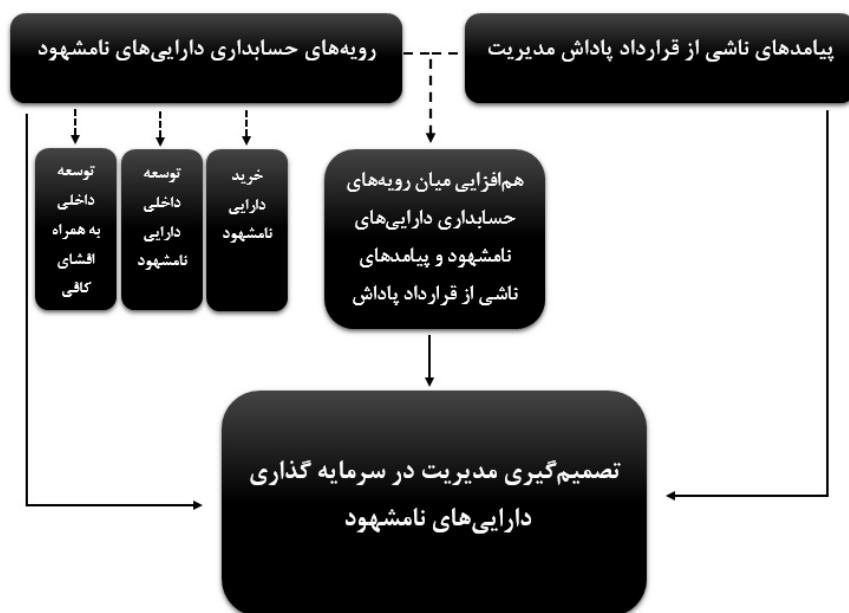 پیامدهای ناشی از قرارداد پاداش مدیریت
رویه‌های حسابداری دارایی‌های نامشهود
هم‌افزایی میان رویه‌های
حسابداری دارایی‌های
نامشهود و پیامدهای
ناشی از قرارداد پاداش
خرید
دارایی
نامشهود
توسعه
داخلی
دارایی
نامشهود
توسعه
داخلی
به همراه
افشای
کافی
تصمیم‌گیری مدیریت در سرمایه گذاری
دارایی‌های نامشهود